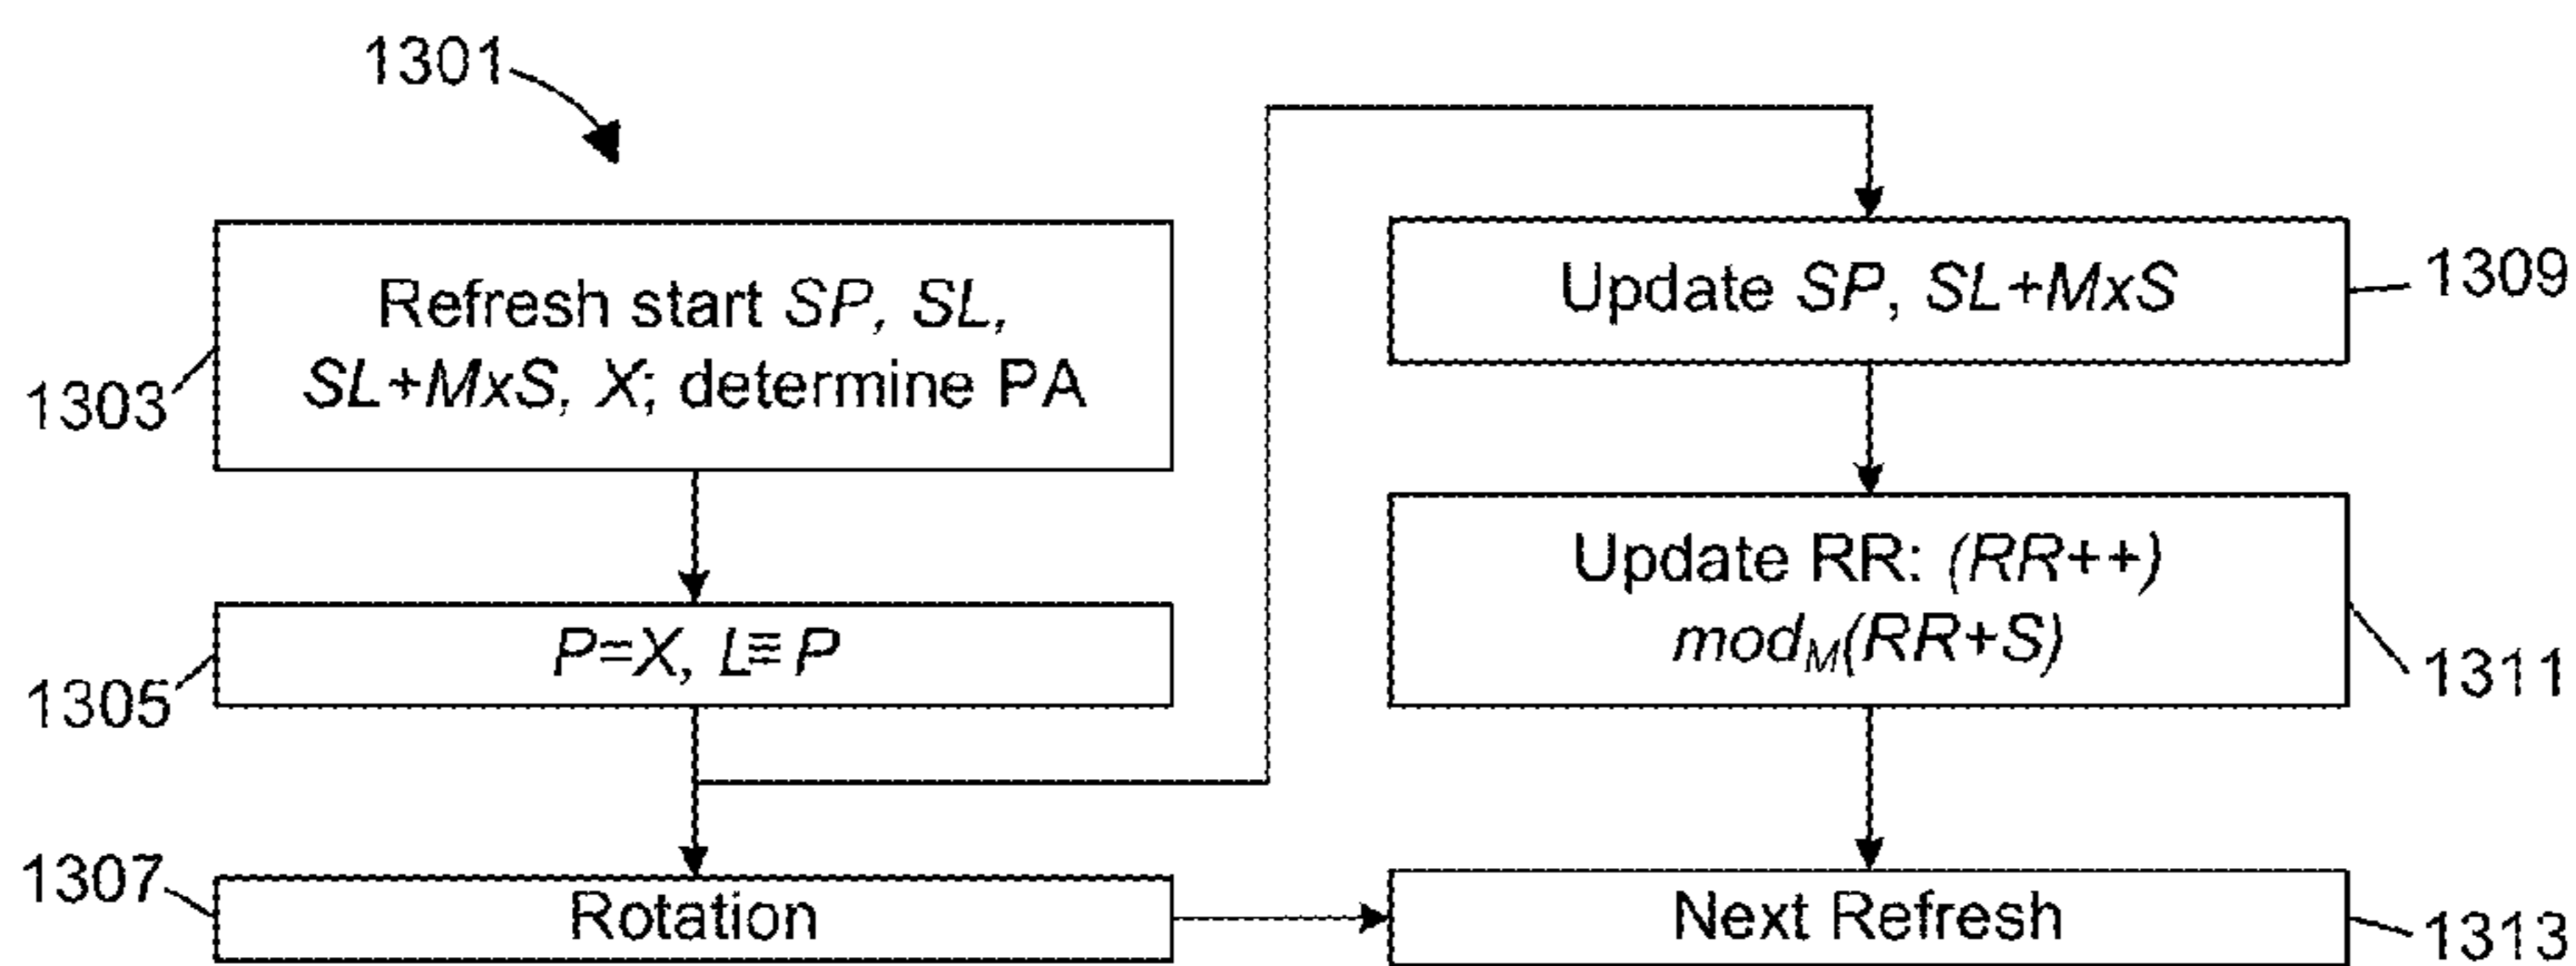 1301
Refresh start SP, SL,
SL+MxS, X; determine PA
1303
P=X, L≡P
1305
Rotation
1307
Update SP, SL+MxS
1309
Update RR: (RR++)
mod_M(RR+S)
1311
Next Refresh
1313